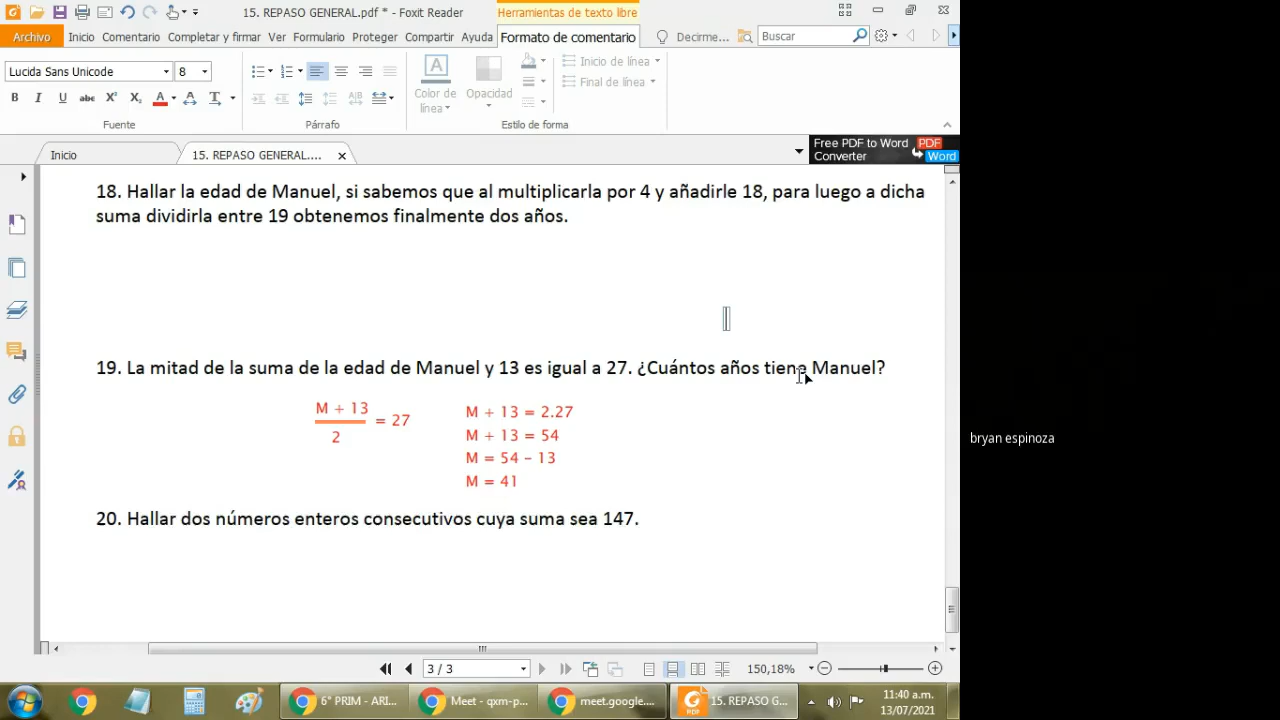 15. REPASO GENERAL.pdf * - Foxit Reader
Herramientas de texto libre
Archivo
Inicio
Comentario
Completar y firmar
Ver
Formulario
Proteger
Compartir
Ayuda
Formato de comentario
Decirme...
Buscar
Lucida Sans Unicode
8
Color de línea
Opacidad
Inicio de línea
Final de línea
Fuente
Párrafo
Estilo de forma
Inicio
15. REPASO GENERAL....
Free PDF to Word
Converter
PDF
Word
18. Hallar la edad de Manuel, si sabemos que al multiplicarla por 4 y añadirle 18, para luego a dicha
suma dividirla entre 19 obtenemos finalmente dos años.
19. La mitad de la suma de la edad de Manuel y 13 es igual a 27. ¿Cuántos años tiene Manuel?
M + 13
2
= 27
M + 13 = 2.27
M + 13 = 54
M = 54 – 13
M = 41
20. Hallar dos números enteros consecutivos cuya suma sea 147.
bryan espinoza
3 / 3
150,18%
6° PRIM - ARI...
Meet - qxm-p...
meet.google....
15. REPASO G...
11:40 a.m.
13/07/2021